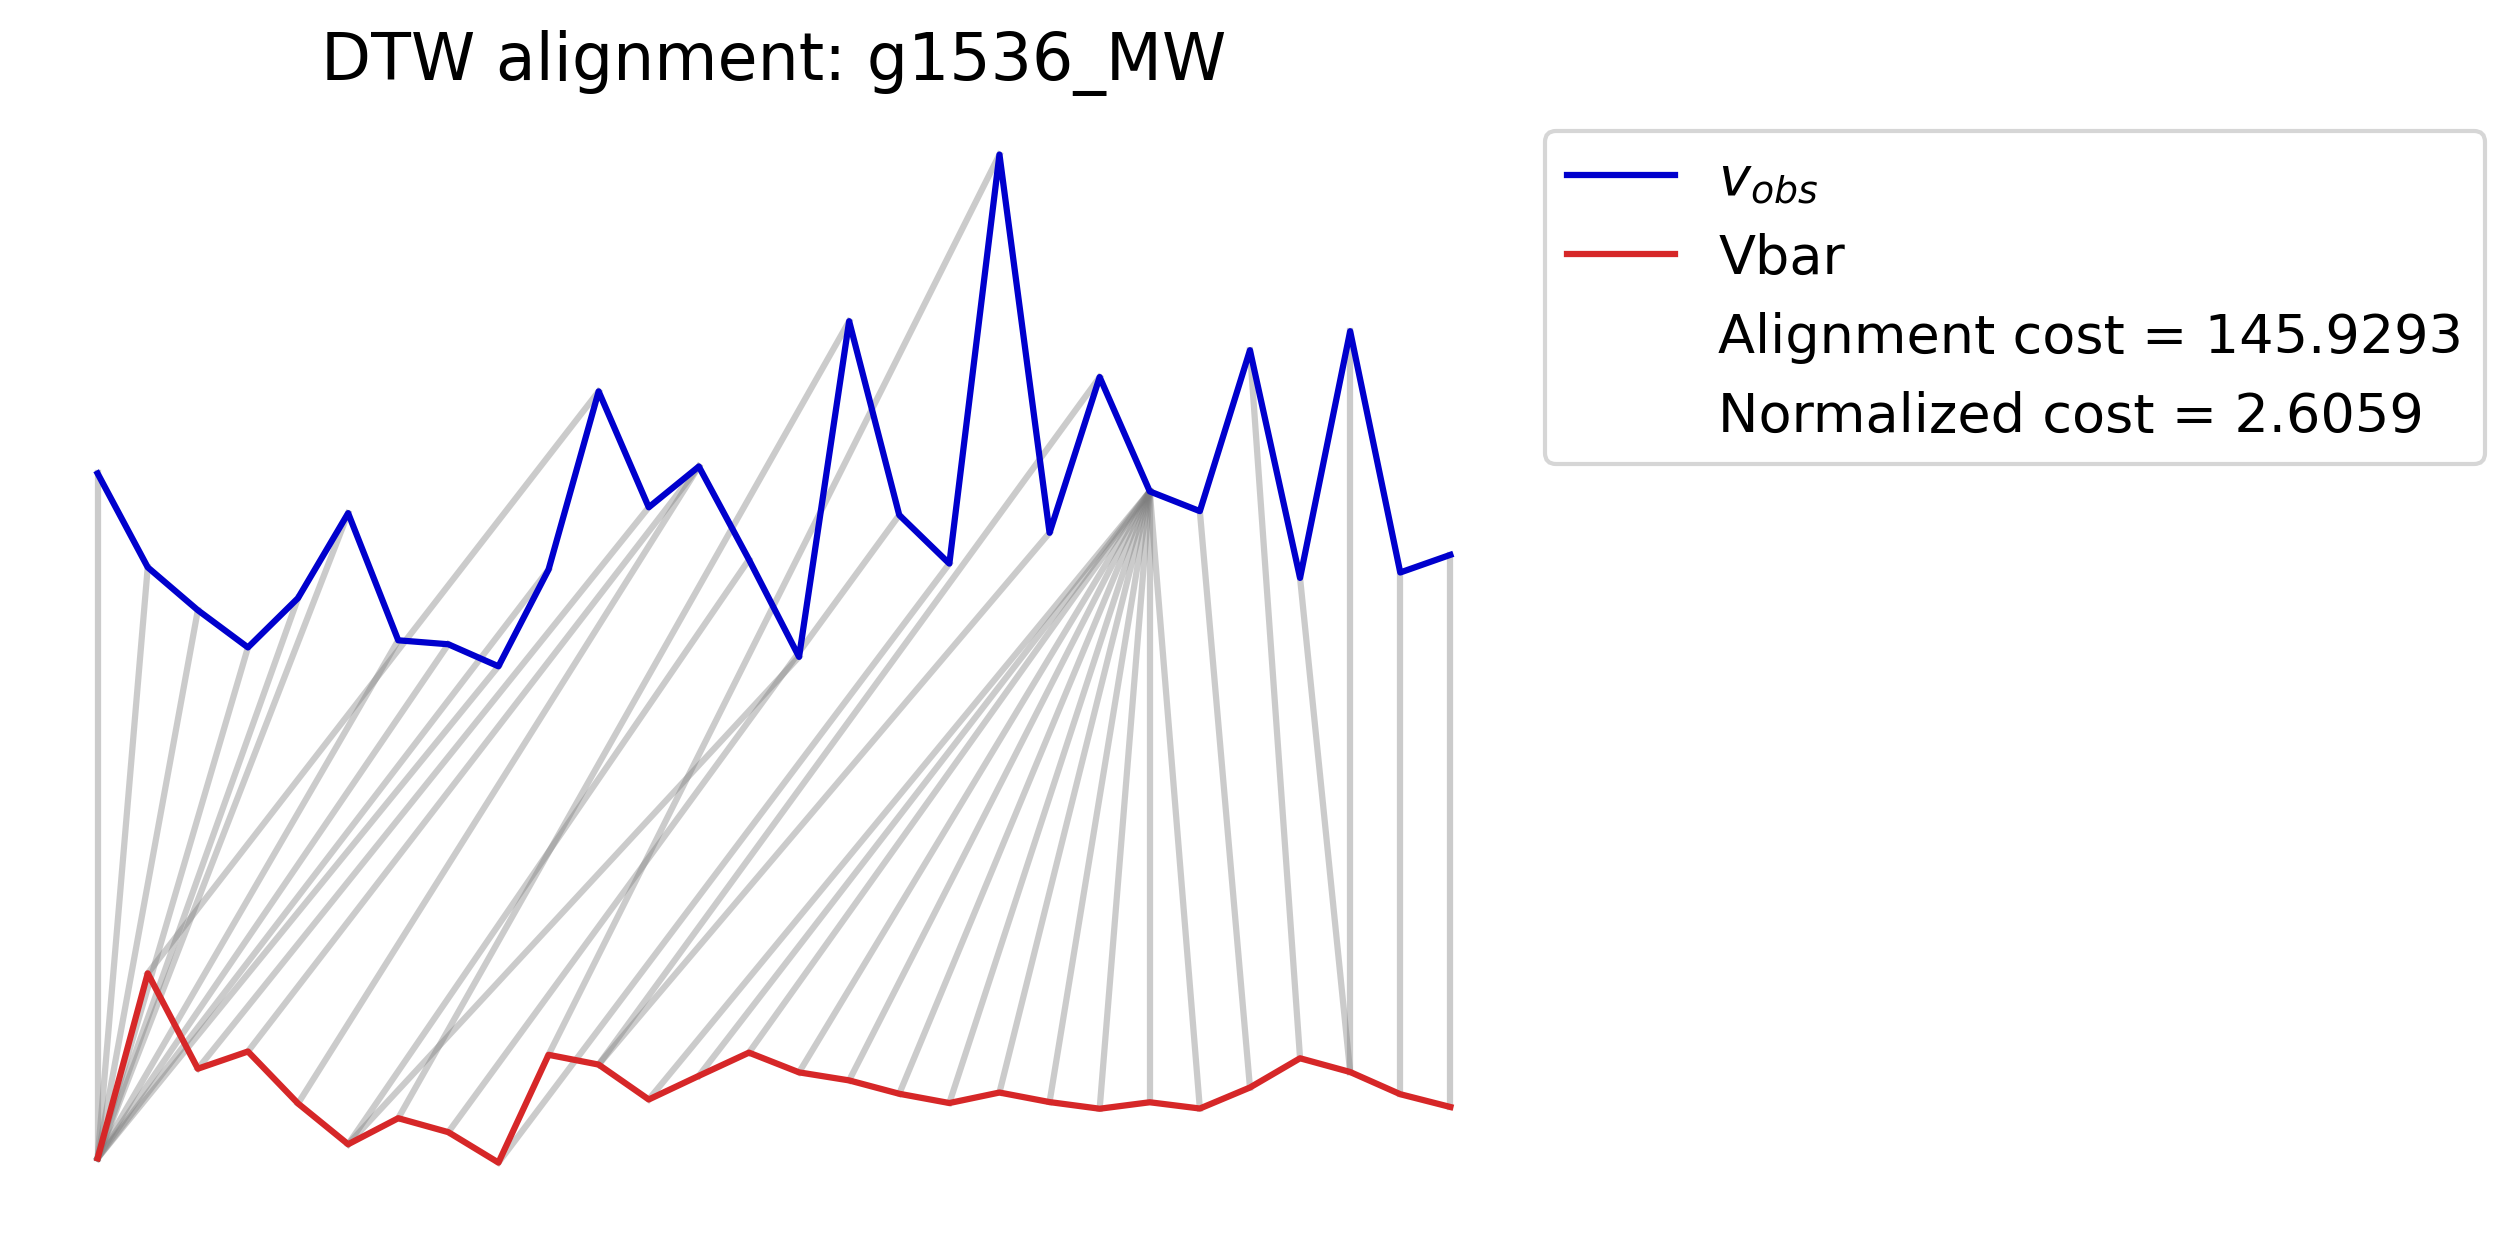 DTW alignment: g1536_MW
v_obs
Vbar
Alignment cost = 145.9293
Normalized cost = 2.6059